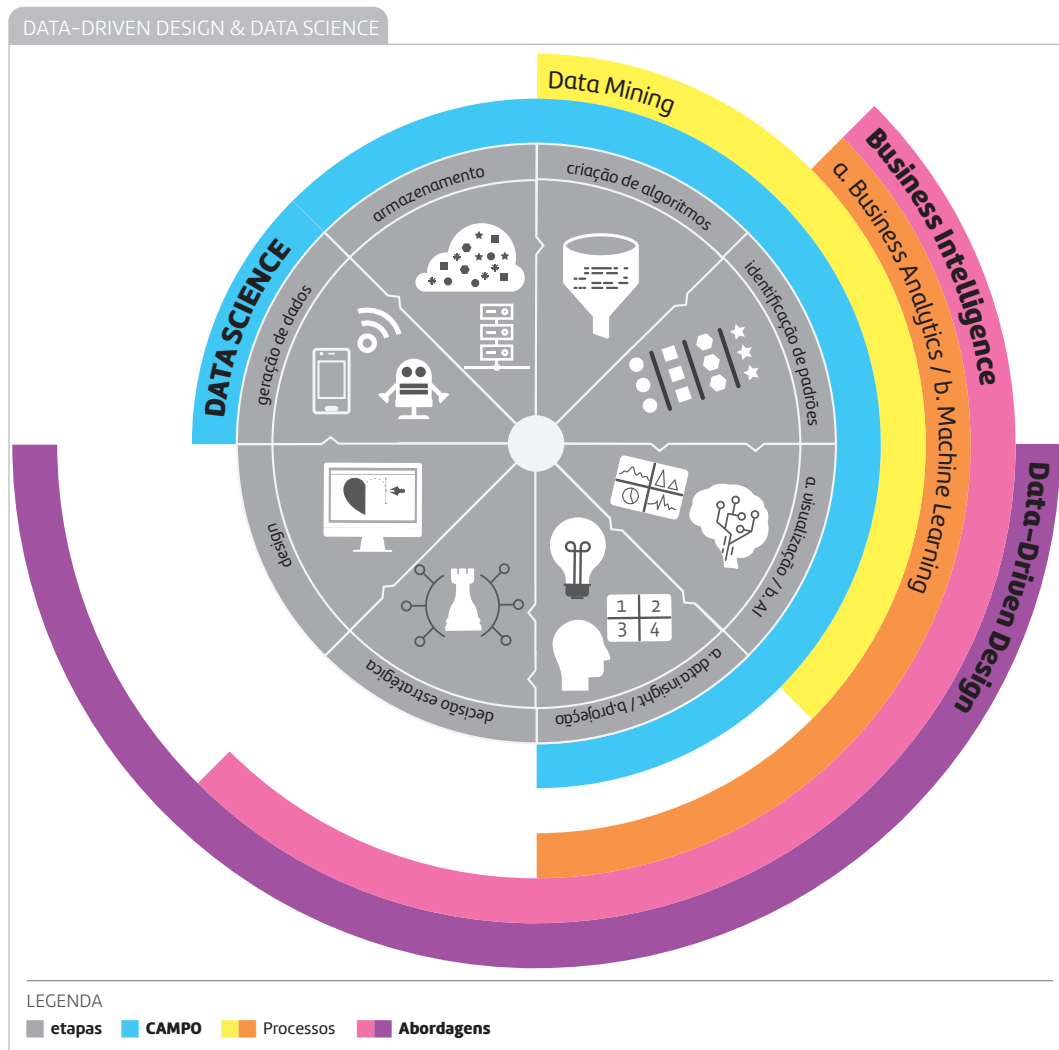 DATA-DRIVEN DESIGN & DATA SCIENCE
Data Mining
Business Intelligence
a. Business Analytics / b. Machine Learning
Data-Driven Design
DATA SCIENCE
geração de dados
armazenamento
criação de algoritmos
identificação de padrões
a. visualização / b. AI
a. data insight / b.projeção
decisão estratégica
design
1 2
3 4
LEGENDA
etapas CAMPO Processos Abordagens